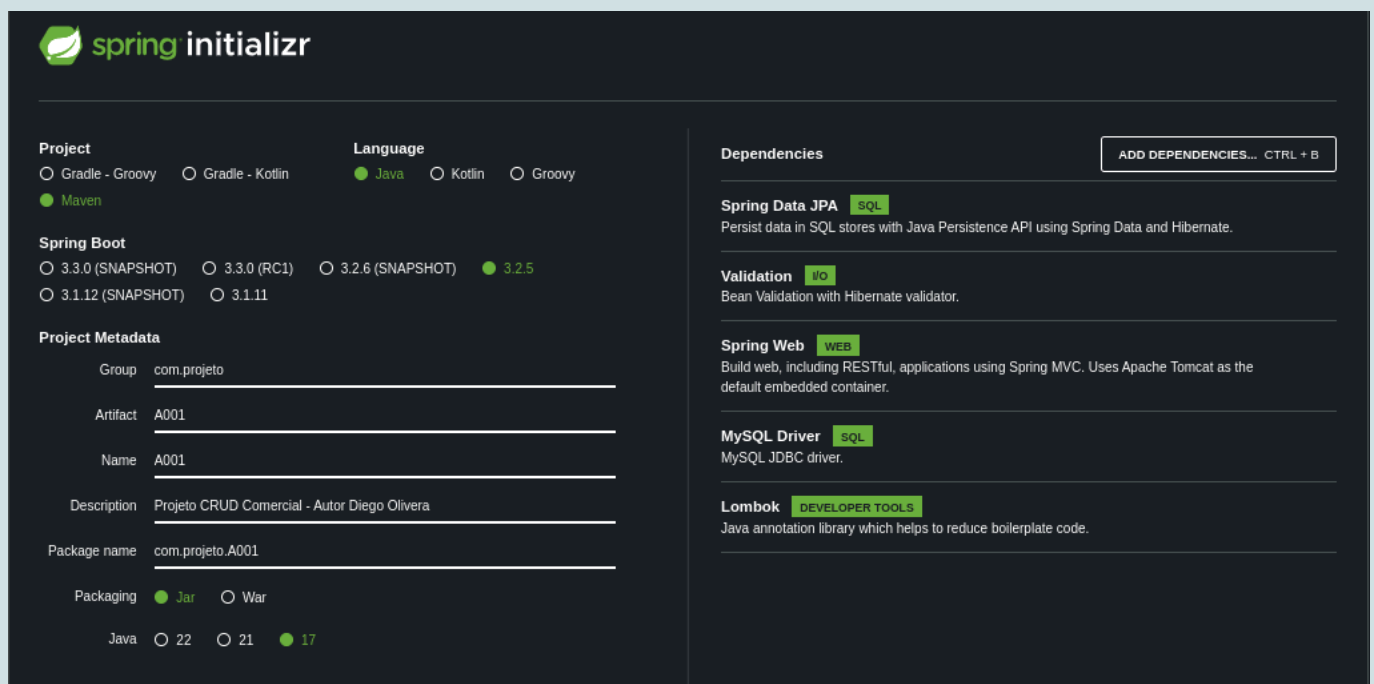 spring initializr
Project
Gradle - Groovy Gradle - Kotlin
Maven
Language
Java Kotlin Groovy
Spring Boot
3.3.0 (SNAPSHOT) 3.3.0 (RC1) 3.2.6 (SNAPSHOT) 3.2.5
3.1.12 (SNAPSHOT) 3.1.11
Project Metadata
Group com.projeto
Artifact A001
Name A001
Description Projeto CRUD Comercial - Autor Diego Olivera
Package name com.projeto.A001
Packaging Jar War
Java 22 21 17
Dependencies ADD DEPENDENCIES... CTRL + B
Spring Data JPA SQL
Persist data in SQL stores with Java Persistence API using Spring Data and Hibernate.
Validation I/O
Bean Validation with Hibernate validator.
Spring Web WEB
Build web, including RESTful, applications using Spring MVC. Uses Apache Tomcat as the
default embedded container.
MySQL Driver SQL
MySQL JDBC driver.
Lombok DEVELOPER TOOLS
Java annotation library which helps to reduce boilerplate code.